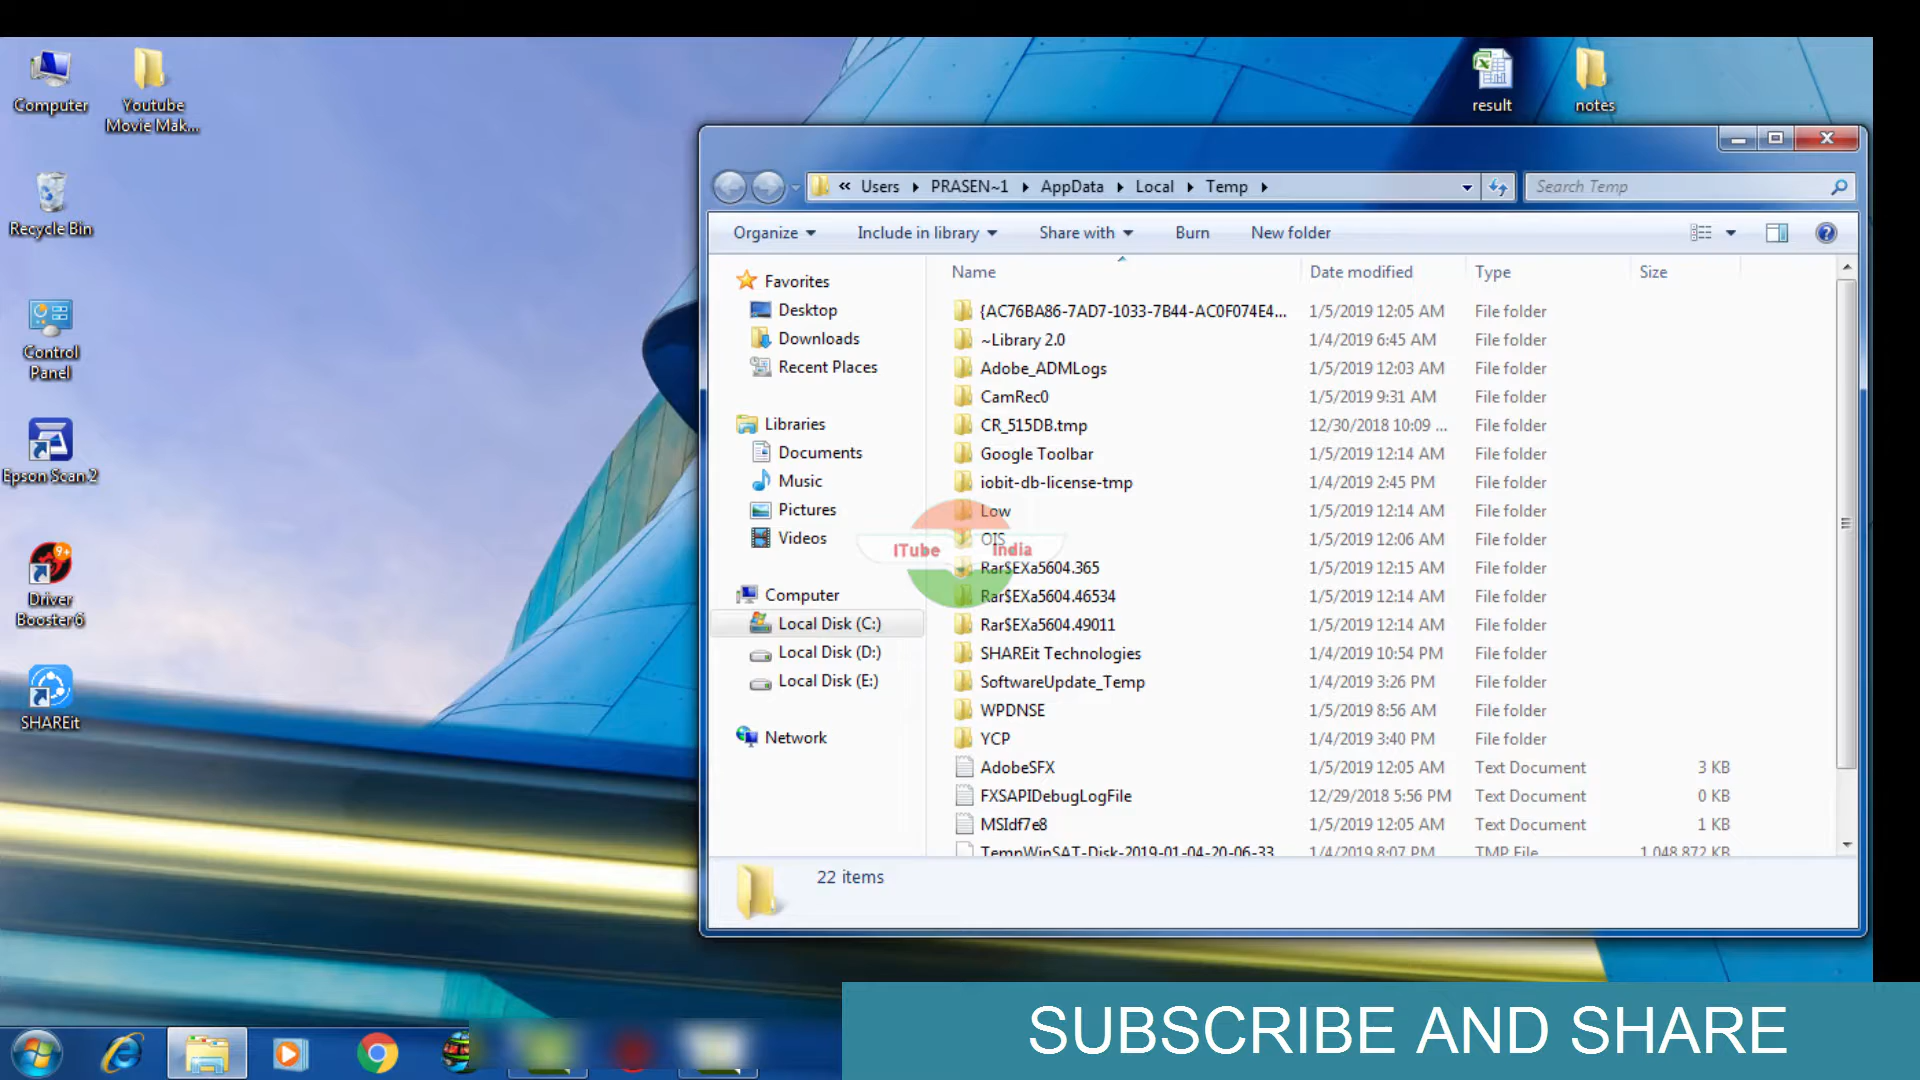 Computer
Youtube
Movie Mak...
result
notes
Recycle Bin
Control
Panel
Epson Scan 2
9+
Driver
Booster 6
SHAREit
« Users PRASEN~1 AppData Local Temp
Search Temp
Organize Include in library Share with Burn New folder
Name Date modified Type Size
Favorites
Desktop
Downloads
Recent Places
Libraries
Documents
Music
Pictures
Videos
Computer
Local Disk (C:)
Local Disk (D:)
Local Disk (E:)
Network
{AC76BA86-7AD7-1033-7B44-AC0F074E4... 1/5/2019 12:05 AM File folder
~Library 2.0 1/4/2019 6:45 AM File folder
Adobe_ADMLogs 1/5/2019 12:03 AM File folder
CamRec0 1/5/2019 9:31 AM File folder
CR_515DB.tmp 12/30/2018 10:09 ... File folder
Google Toolbar 1/5/2019 12:14 AM File folder
iobit-db-license-tmp 1/4/2019 2:45 PM File folder
Low 1/5/2019 12:14 AM File folder
OIS 1/5/2019 12:06 AM File folder
ITube India
Rar$EXa5604.365 1/5/2019 12:15 AM File folder
Rar$EXa5604.46534 1/5/2019 12:14 AM File folder
Rar$EXa5604.49011 1/5/2019 12:14 AM File folder
SHAREit Technologies 1/4/2019 10:54 PM File folder
SoftwareUpdate_Temp 1/4/2019 3:26 PM File folder
WPDNSE 1/5/2019 8:56 AM File folder
YCP 1/4/2019 3:40 PM File folder
AdobeSFX 1/5/2019 12:05 AM Text Document 3 KB
FXSAPIDebugLogFile 12/29/2018 5:56 PM Text Document 0 KB
MSIdf7e8 1/5/2019 12:05 AM Text Document 1 KB
TempWinSAT-Disk-2019-01-04-20-06-33 1/4/2019 8:07 PM TMP File 1,048,872 KB
22 items
SUBSCRIBE AND SHARE